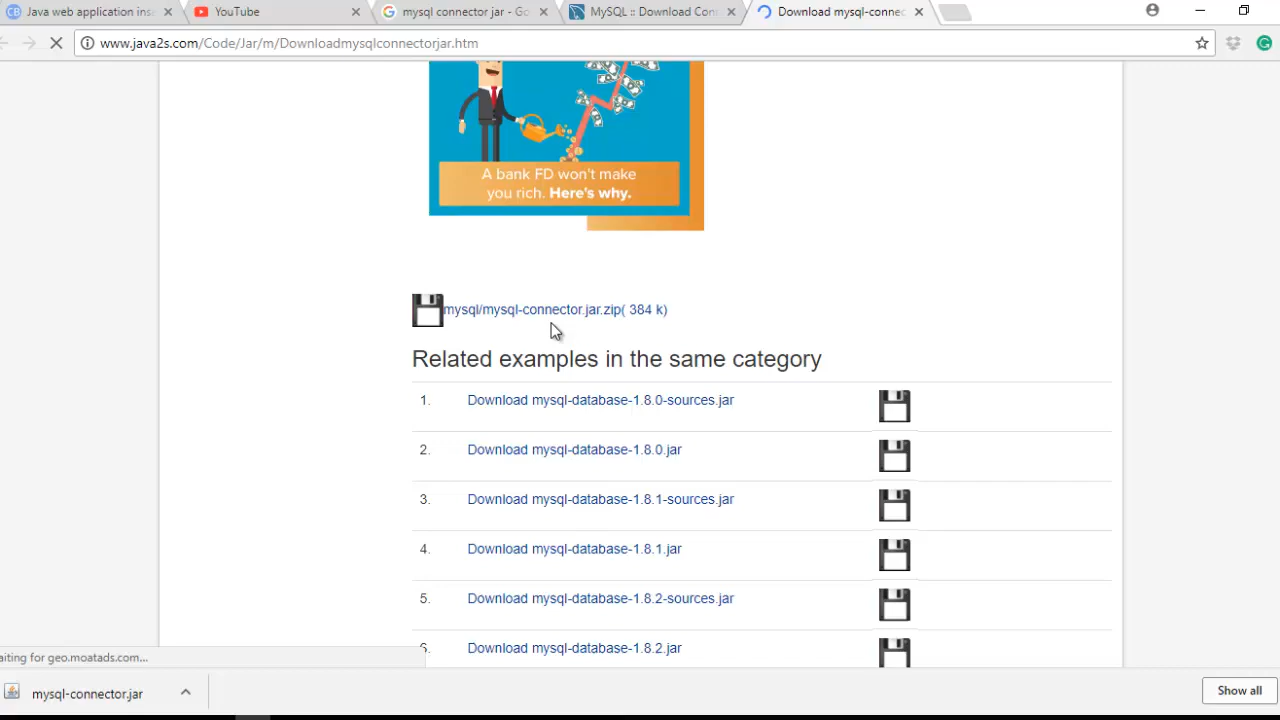 Java web application ins
YouTube
mysql connector jar - Go
MySQL :: Download Con
Download mysql-connec
www.java2s.com/Code/Jar/m/Downloadmysqlconnectorjar.htm
A bank FD won't make
you rich. Here's why.
mysql/mysql-connector.jar.zip( 384 k)
Related examples in the same category
1. Download mysql-database-1.8.0-sources.jar
2. Download mysql-database-1.8.0.jar
3. Download mysql-database-1.8.1-sources.jar
4. Download mysql-database-1.8.1.jar
5. Download mysql-database-1.8.2-sources.jar
6. Download mysql-database-1.8.2.jar
aiting for geo.moatads.com...
mysql-connector.jar
Show all